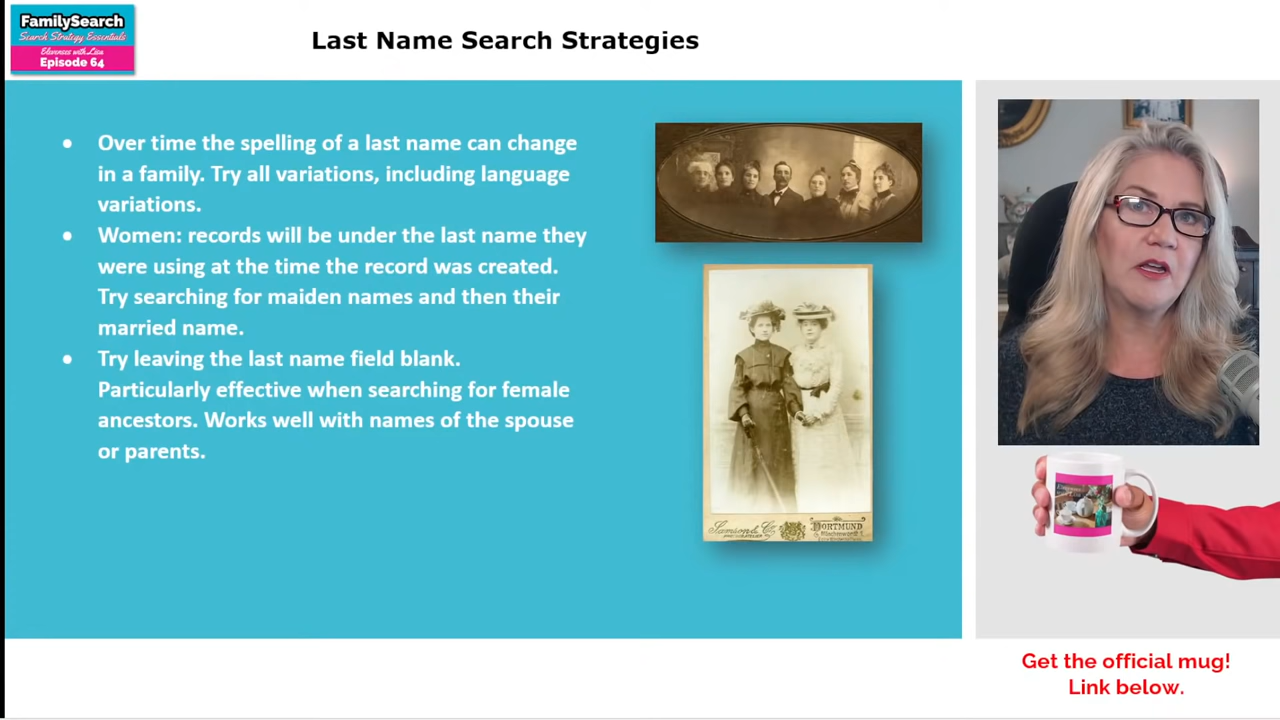 FamilySearch
Search Strategy Essentials
Elevenses with Lisa
Episode 64
Last Name Search Strategies
• Over time the spelling of a last name can change
in a family. Try all variations, including language
variations.
• Women: records will be under the last name they
were using at the time the record was created.
Try searching for maiden names and then their
married name.
• Try leaving the last name field blank.
Particularly effective when searching for female
ancestors. Works well with names of the spouse
or parents.
Samson & Co
DORTMUND
Get the official mug!
Link below.